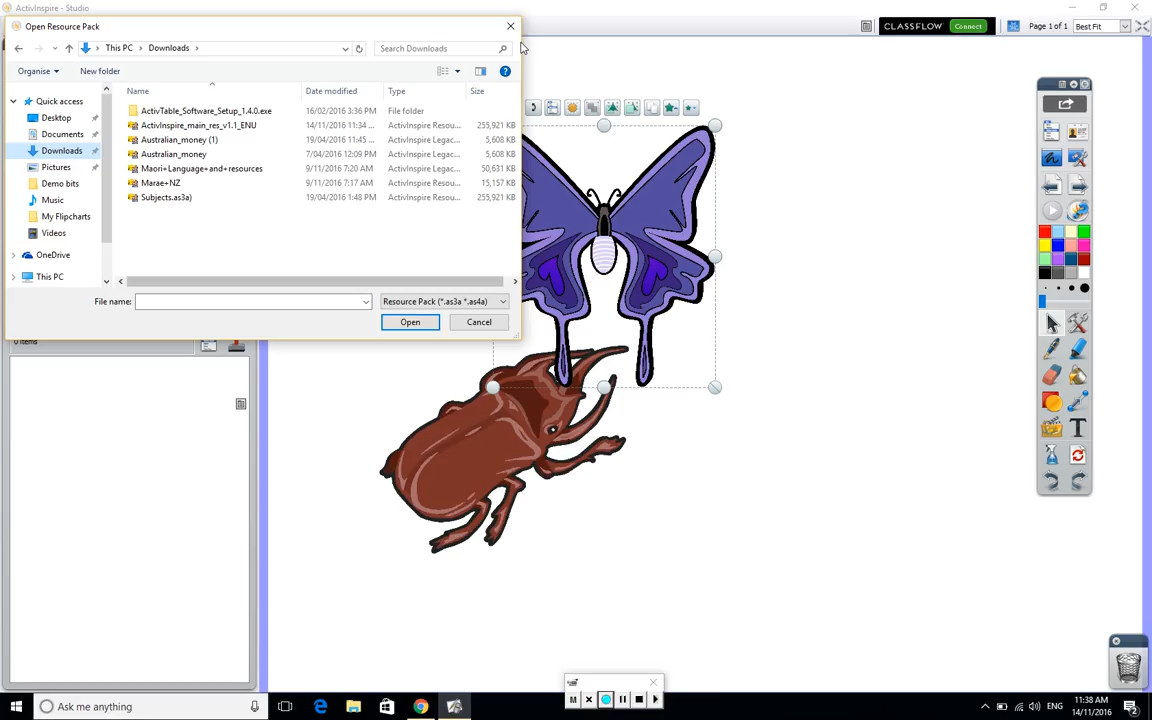 ActivInspire - Studio
Open Resource Pack
CLASSFLOW Connect
Page 1 of 1
Best Fit
This PC > Downloads >
Search Downloads
Organise
New folder
Name Date modified Type Size
Quick access
Desktop
Documents
Downloads
Pictures
Demo bits
Music
My Flipcharts
Videos
OneDrive
This PC
ActivTable_Software_Setup_1.4.0.exe 16/02/2016 3:36 PM File folder
ActivInspire_main_res_v1.1_ENU 14/11/2016 11:34 ... ActivInspire Resou... 255,921 KB
Australian_money (1) 19/04/2016 11:45 ... ActivInspire Legac... 5,608 KB
Australian_money 7/04/2016 12:09 PM ActivInspire Legac... 5,608 KB
Maori+Language+and+resources 9/11/2016 7:20 AM ActivInspire Legac... 50,631 KB
Marae+NZ 9/11/2016 7:17 AM ActivInspire Resou... 15,157 KB
Subjects.as3a) 19/04/2016 1:48 PM ActivInspire Resou... 255,921 KB
File name:
Resource Pack (*.as3a *.as4a)
Open
Cancel
0 items
T
M
Ask me anything
ENG
11:38 AM
14/11/2016
2